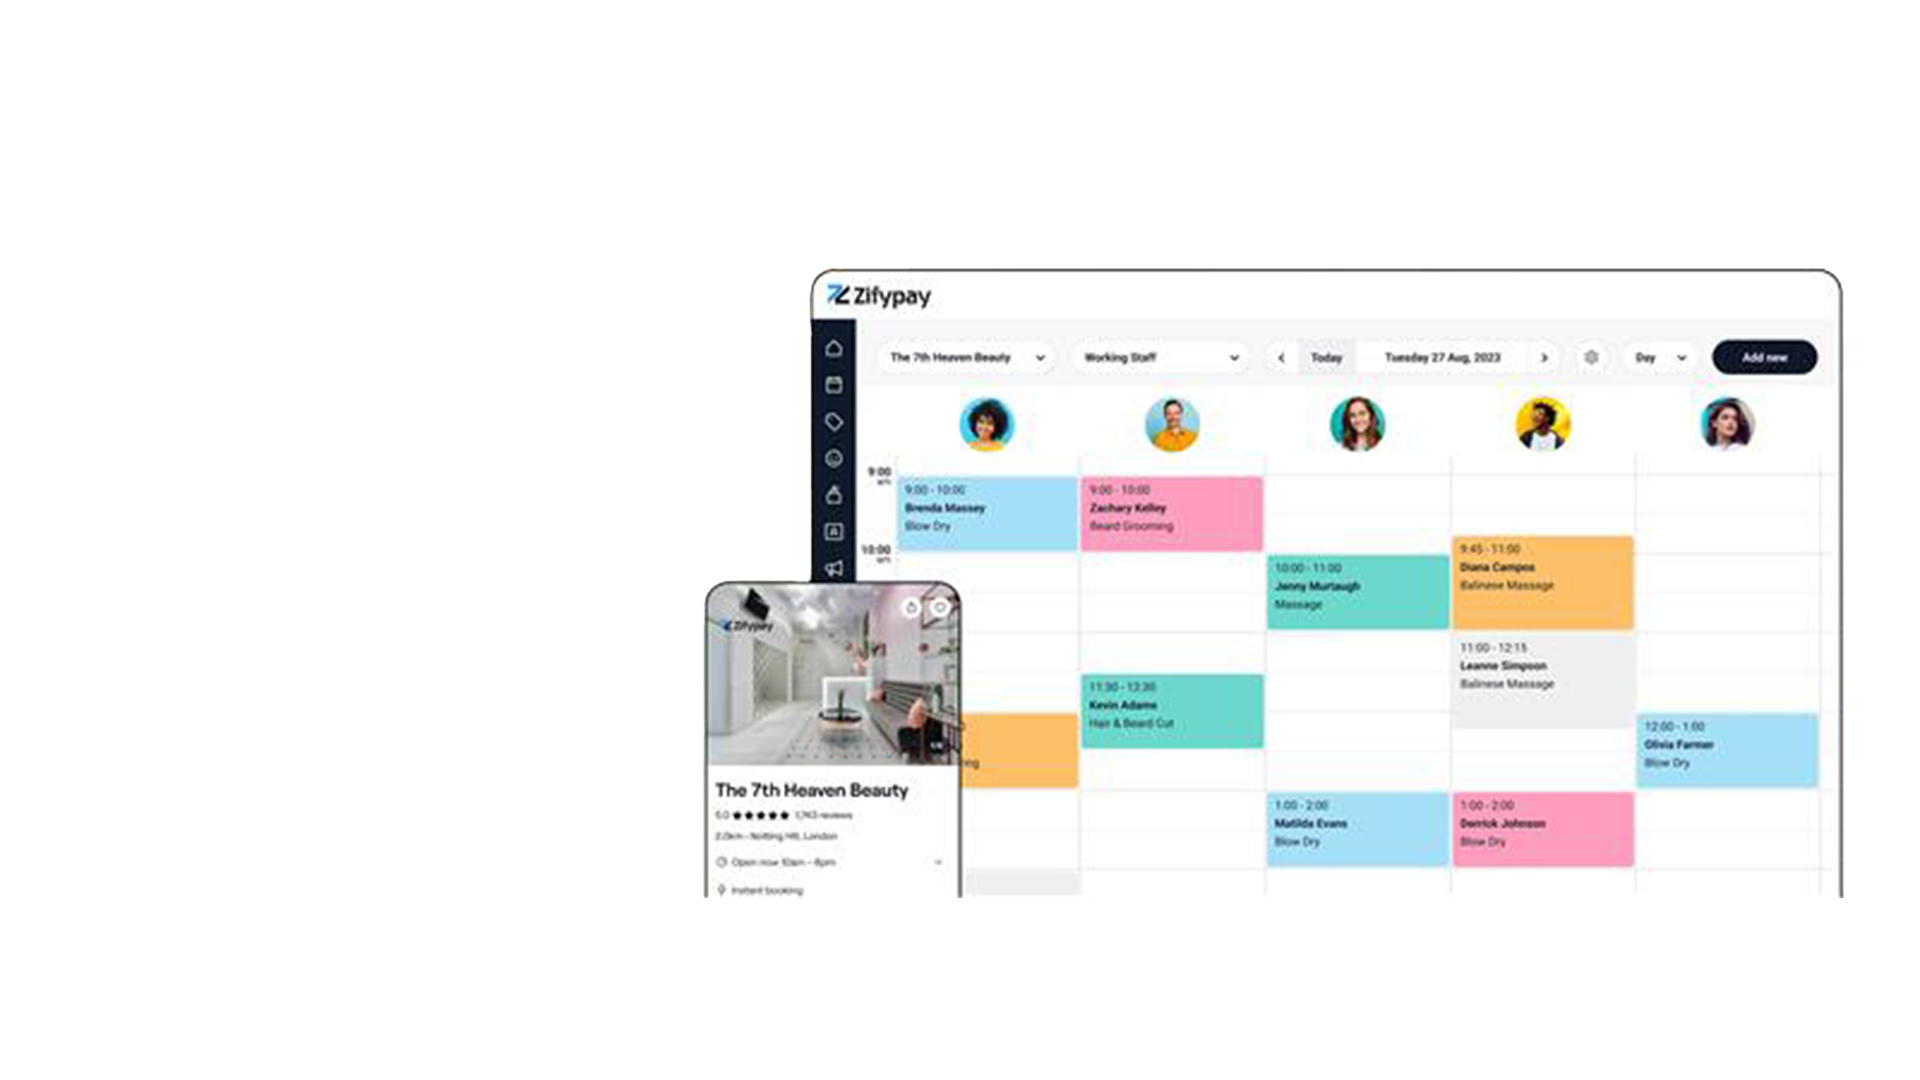 Zifypay
The 7th Heaven Beauty
Working Staff
Today
Tuesday 27 Aug, 2023
Day
Add new
9:00
am
9:00 - 10:00
Brenda Massey
Blow Dry
9:00 - 10:00
Zachary Kelley
Beard Grooming
10:00
am
9:45 - 11:00
Diana Campos
Balinese Massage
10:00 - 11:00
Jenny Murtaugh
Massage
11:00 - 12:15
Leanne Simpson
Balinese Massage
11:30 - 12:30
Kevin Adams
Hair & Beard Cut
12:00 - 1:00
Olivia Farmer
Blow Dry
ing
1:00 - 2:00
Matilda Evans
Blow Dry
1:00 - 2:00
Derrick Johnson
Blow Dry
Zifypay
The 7th Heaven Beauty
5.0
reviews
2.0km - Notting Hill, London
Open now 10am - 6pm
Instant booking